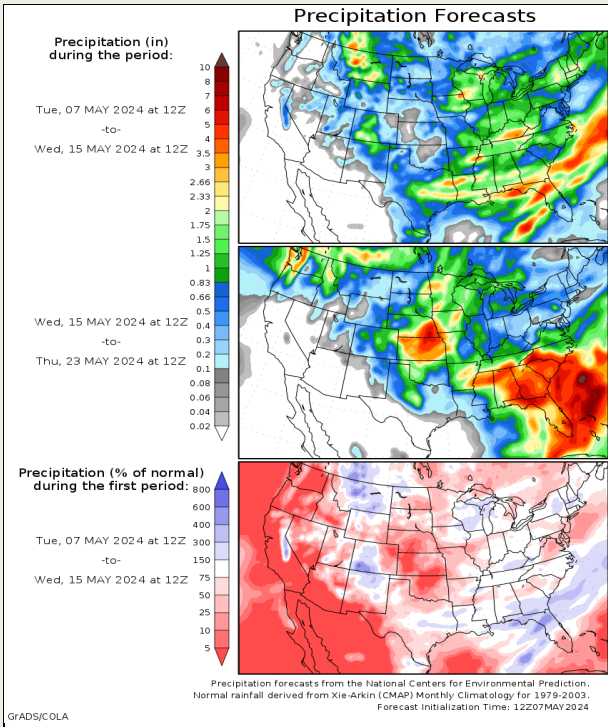 Precipitation Forecasts
Precipitation (in)
during the period:
Tue, 07 MAY 2024 at 12Z
-to-
Wed, 15 MAY 2024 at 12Z
10
8
7
6
5
4
3.5
3
2.66
2.33
2
1.75
1.5
1.25
1
0.83
0.66
0.5
0.4
0.3
0.2
0.1
0.08
0.06
0.04
0.02
Wed, 15 MAY 2024 at 12Z
-to-
Thu, 23 MAY 2024 at 12Z
Precipitation (% of normal)
during the first period:
Tue, 07 MAY 2024 at 12Z
-to-
Wed, 15 MAY 2024 at 12Z
800
600
400
300
150
75
50
25
10
5
Precipitation forecasts from the National Centers for Environmental Prediction.
Normal rainfall derived from Xie-Arkin (CMAP) Monthly Climatology for 1979-2003.
Forecast Initialization Time: 12Z07MAY2024
GrADS/COLA